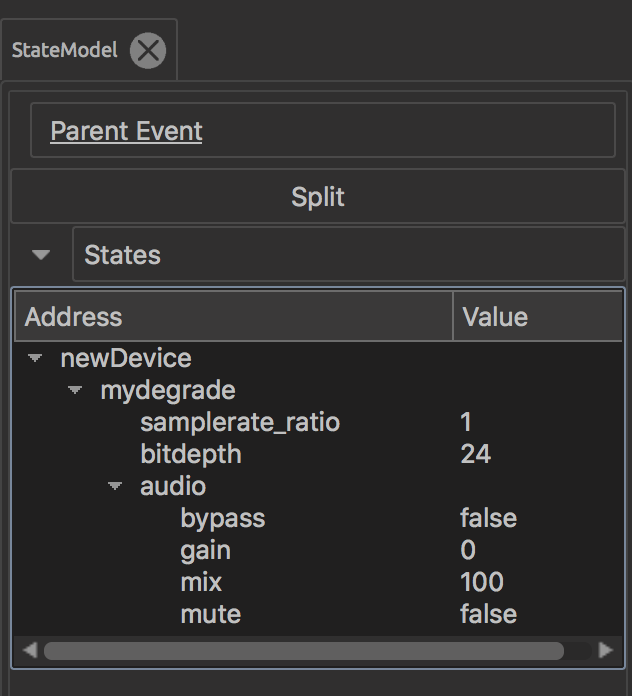 StateModel
Parent Event
Split
States
Address Value
newDevice
mydegrade
samplerate_ratio 1
bitdepth 24
audio
bypass false
gain 0
mix 100
mute false